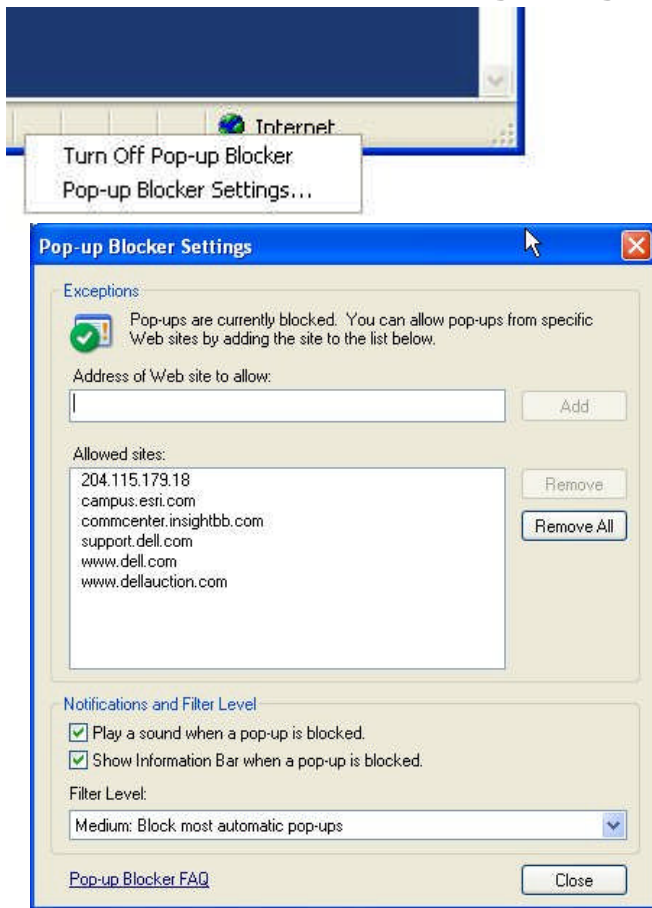 Internet
Turn Off Pop-up Blocker
Pop-up Blocker Settings...
Pop-up Blocker Settings
Exceptions
Pop-ups are currently blocked. You can allow pop-ups from specific
Web sites by adding the site to the list below.
Address of Web site to allow:
Add
Allowed sites:
204.115.179.18
campus.esri.com
commcenter.insightbb.com
support.dell.com
www.dell.com
www.dellauction.com
Remove
Remove All
Notifications and Filter Level
Play a sound when a pop-up is blocked.
Show Information Bar when a pop-up is blocked.
Filter Level:
Medium: Block most automatic pop-ups
Pop-up Blocker FAQ
Close